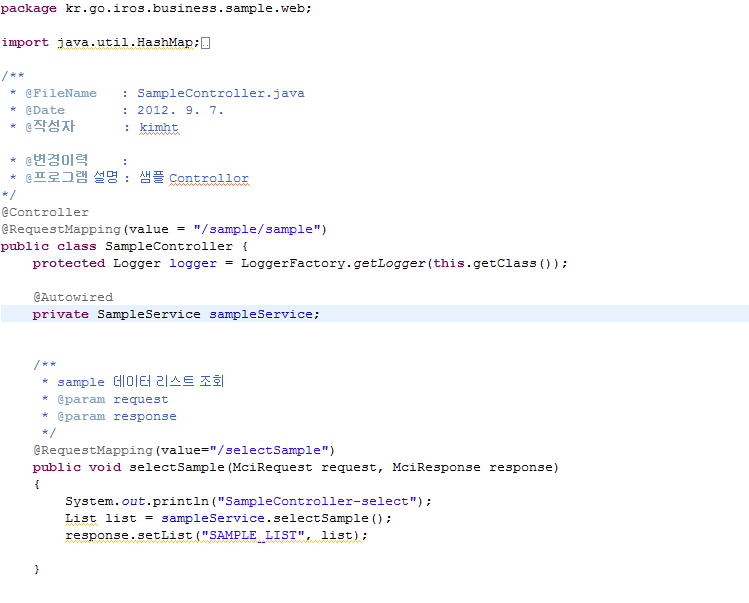 package kr.go.iros.business.sample.web;
import java.util.HashMap;
/**
* @FileName : SampleController.java
* @Date : 2012. 9. 7.
* @작성자 : kimht
* @변경이력 :
* @프로그램 설명 : 샘플 Controllor
*/
@Controller
@RequestMapping(value = "/sample/sample")
public class SampleController {
protected Logger logger = LoggerFactory.getLogger(this.getClass());
@Autowired
private SampleService sampleService;
/**
* sample 데이터 리스트 조회
* @param request
* @param response
*/
@RequestMapping(value="/selectSample")
public void selectSample(MciRequest request, MciResponse response)
{
System.out.println("SampleController-select");
List list = sampleService.selectSample();
response.setList("SAMPLE_LIST", list);
}